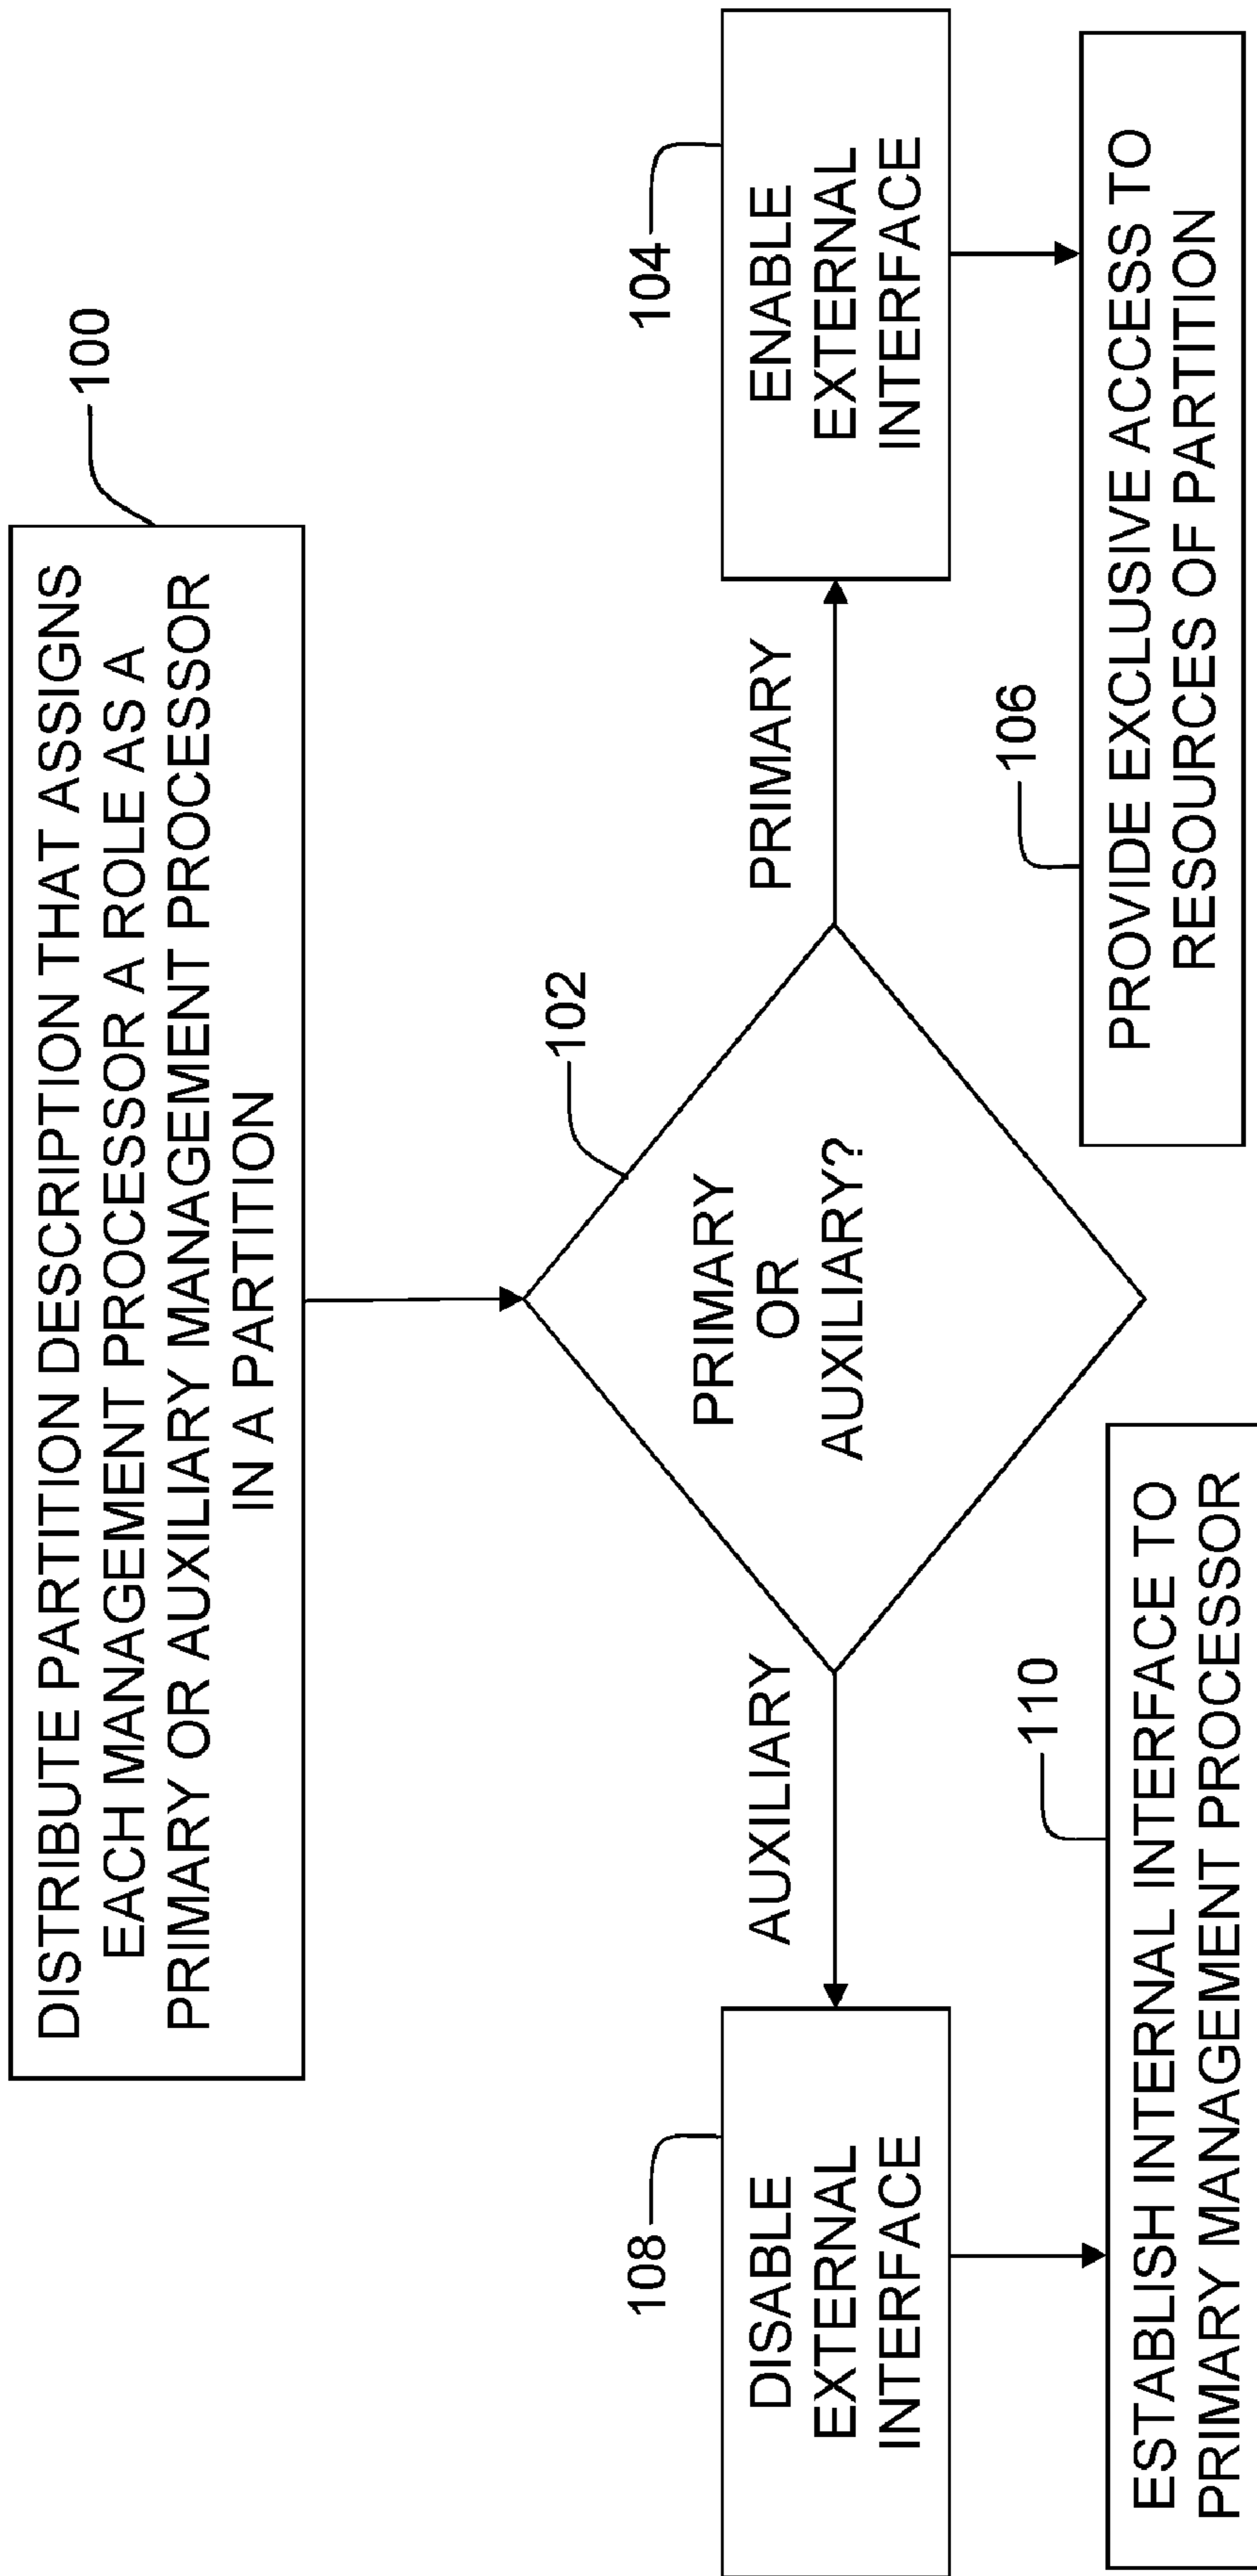 DISTRIBUTE PARTITION DESCRIPTION THAT ASSIGNS
EACH MANAGEMENT PROCESSOR A ROLE AS A
PRIMARY OR AUXILIARY MANAGEMENT PROCESSOR
IN A PARTITION
100
102
PRIMARY
OR
AUXILIARY?
AUXILIARY
PRIMARY
108
DISABLE
EXTERNAL
INTERFACE
104
ENABLE
EXTERNAL
INTERFACE
110
ESTABLISH INTERNAL INTERFACE TO
PRIMARY MANAGEMENT PROCESSOR
106
PROVIDE EXCLUSIVE ACCESS TO
RESOURCES OF PARTITION